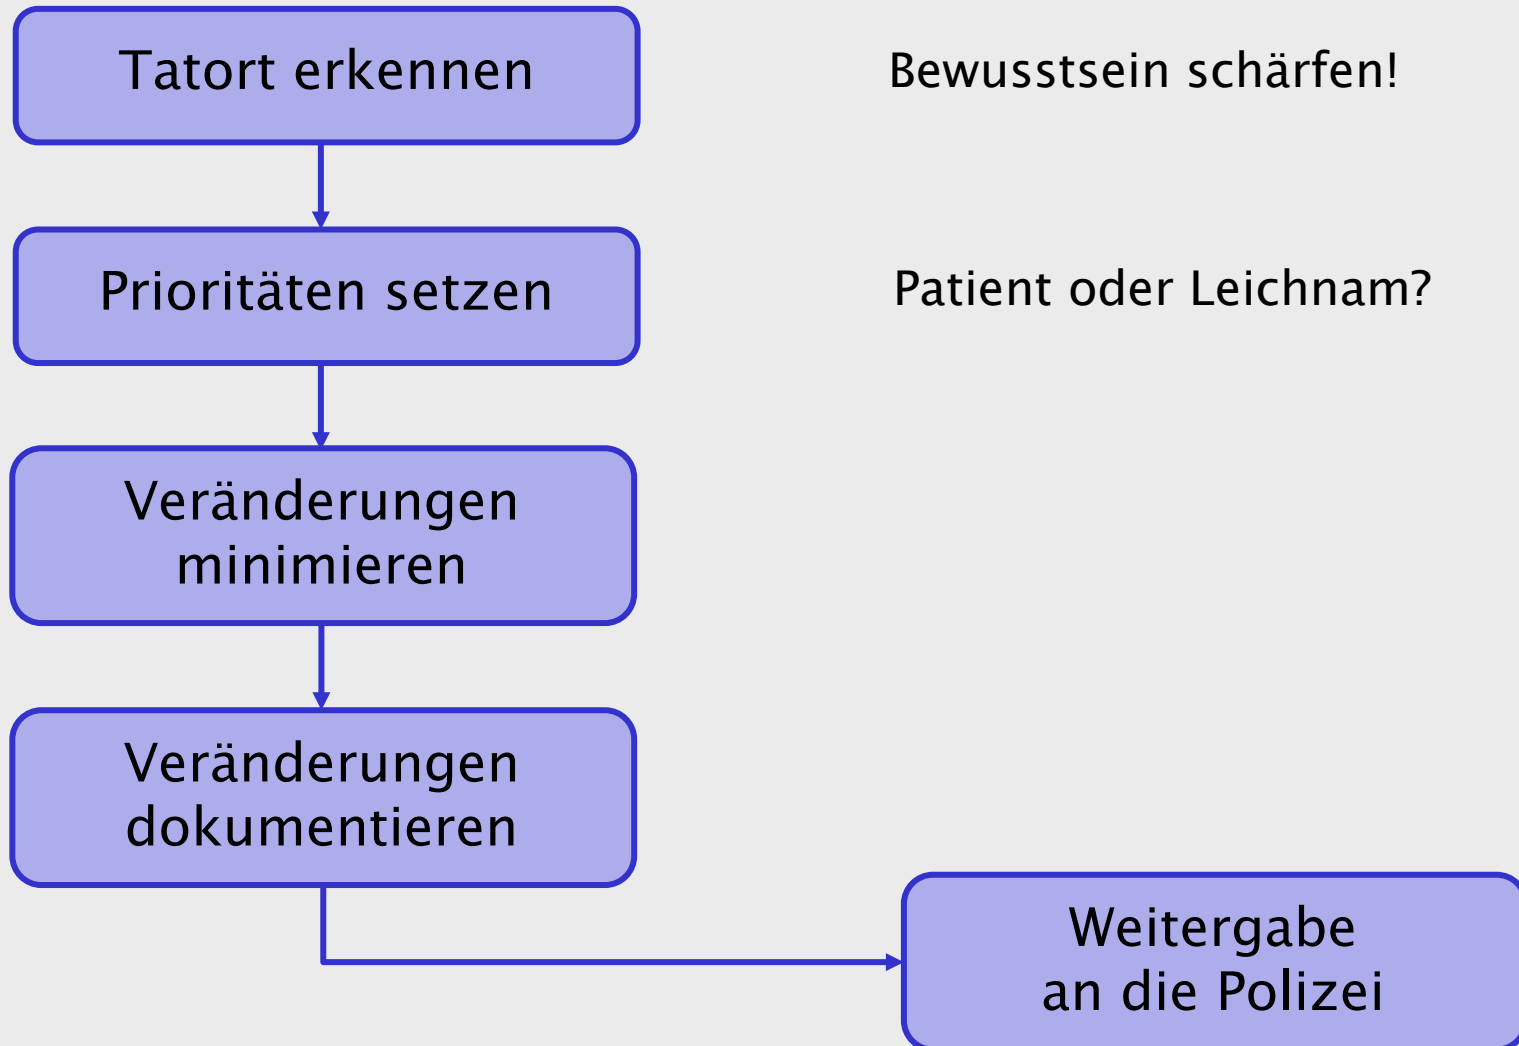 Tatort erkennen
Bewusstsein schärfen!
Prioritäten setzen
Patient oder Leichnam?
Veränderungen
minimieren
Veränderungen
dokumentieren
Weitergabe
an die Polizei